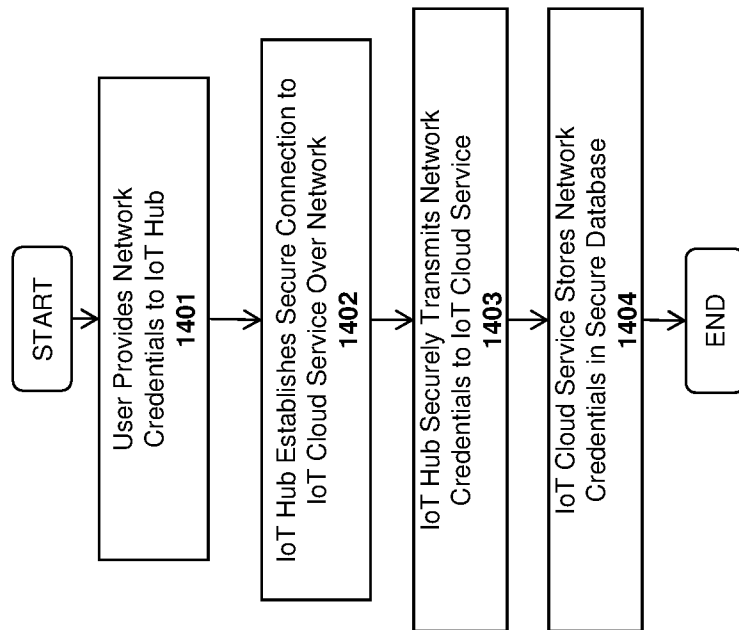 START
User Provides Network
Credentials to IoT Hub
1401
IoT Hub Establishes Secure Connection to
IoT Cloud Service Over Network
1402
IoT Hub Securely Transmits Network
Credentials to IoT Cloud Service
1403
IoT Cloud Service Stores Network
Credentials in Secure Database
1404
END